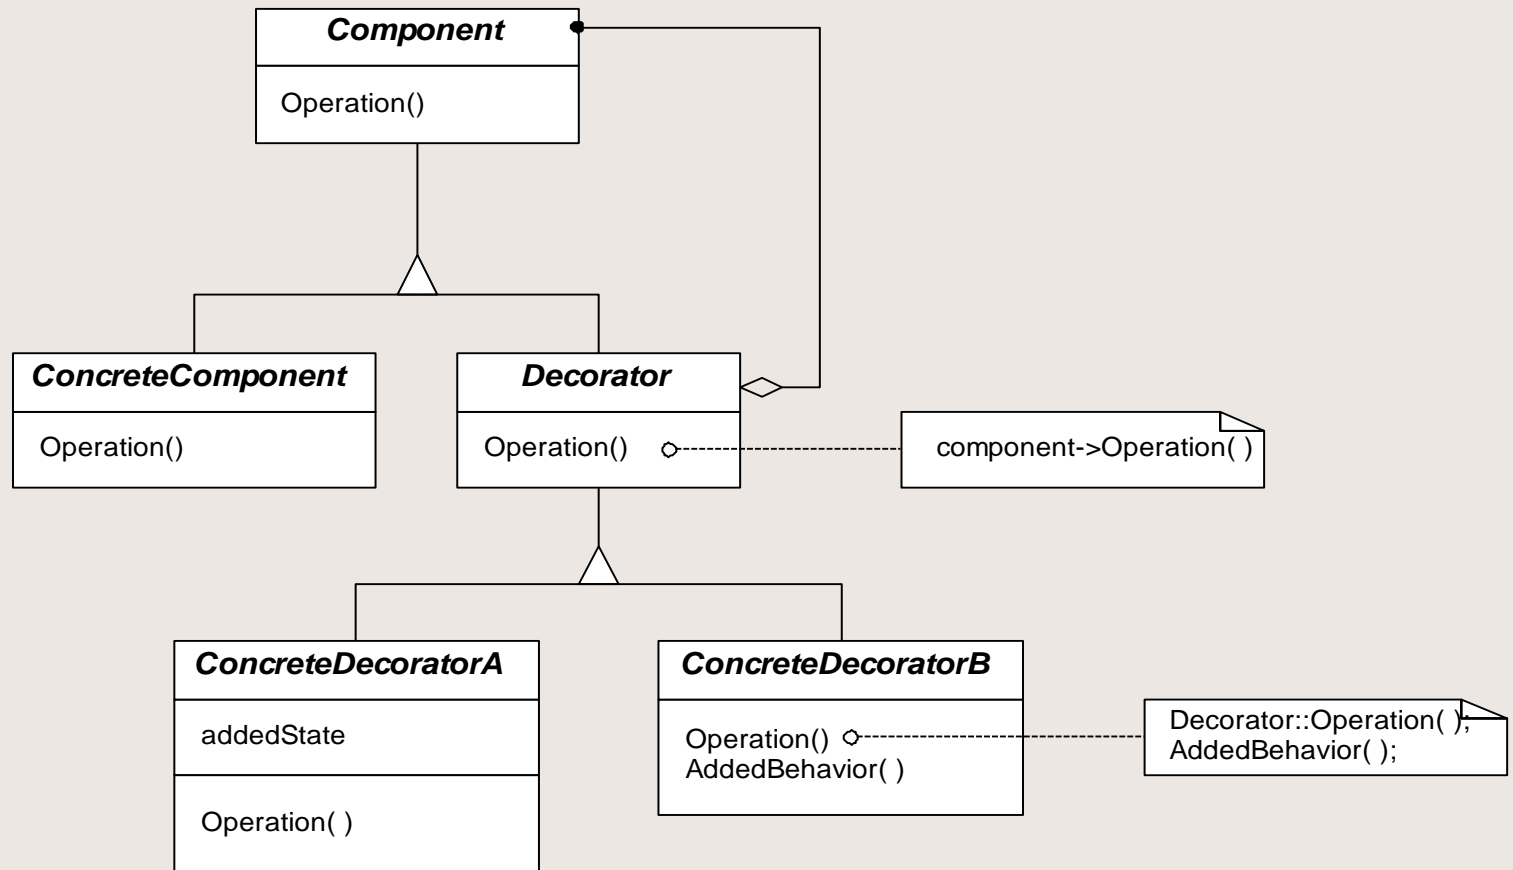 Component
Operation()
ConcreteComponent
Operation()
Decorator
Operation()
component->Operation( )
ConcreteDecoratorA
addedState
Operation( )
ConcreteDecoratorB
Operation()
AddedBehavior( )
Decorator::Operation( );
AddedBehavior( );